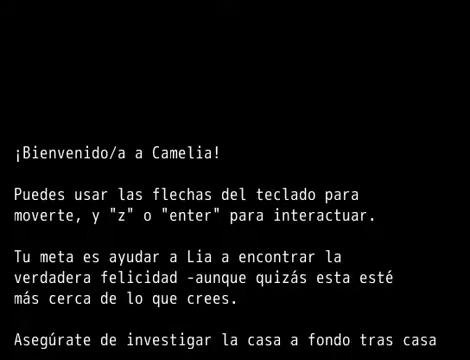 ¡Bienvenido/a a Camelia!
Puedes usar las flechas del teclado para
moverte, y "z" o "enter" para interactuar.
Tu meta es ayudar a Lia a encontrar la
verdadera felicidad -aunque quizás esta esté
más cerca de lo que crees.
Asegúrate de investigar la casa a fondo tras casa